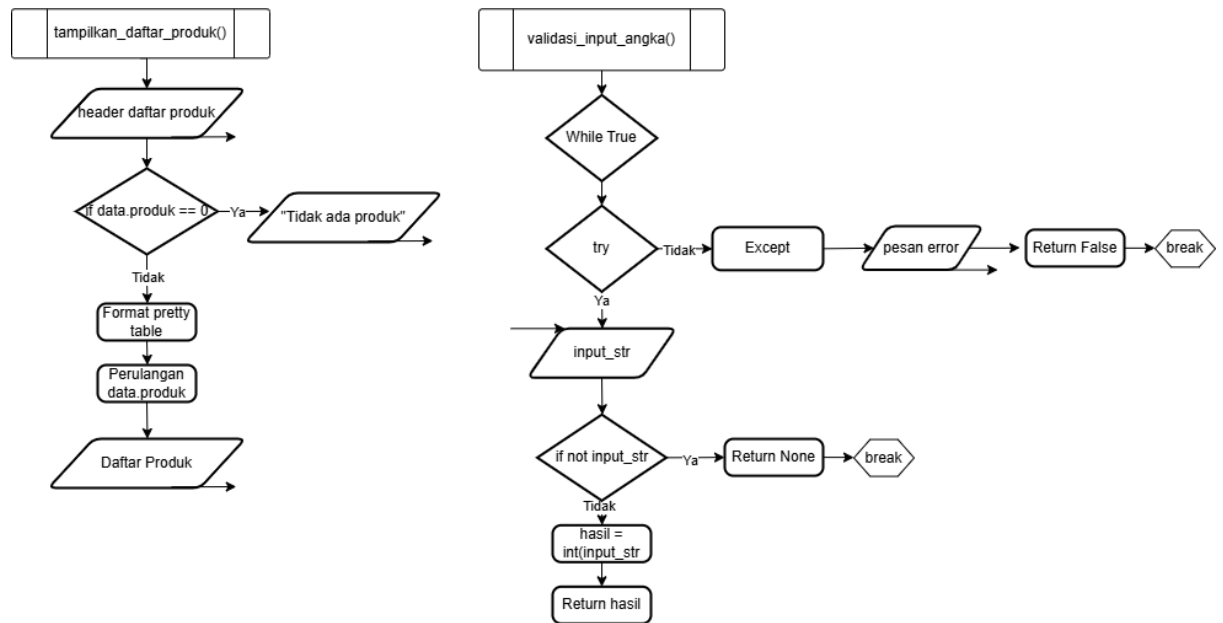 tampilkan_daftar_produk()
header daftar produk
if data.produk == 0
Ya
"Tidak ada produk"
Tidak
Format pretty
table
Perulangan
data.produk
Daftar Produk
validasi_input_angka()
While True
try
Tidak
Except
pesan error
Return False
break
Ya
input_str
if not input_str
Ya
Return None
break
Tidak
hasil =
int(input_str
Return hasil